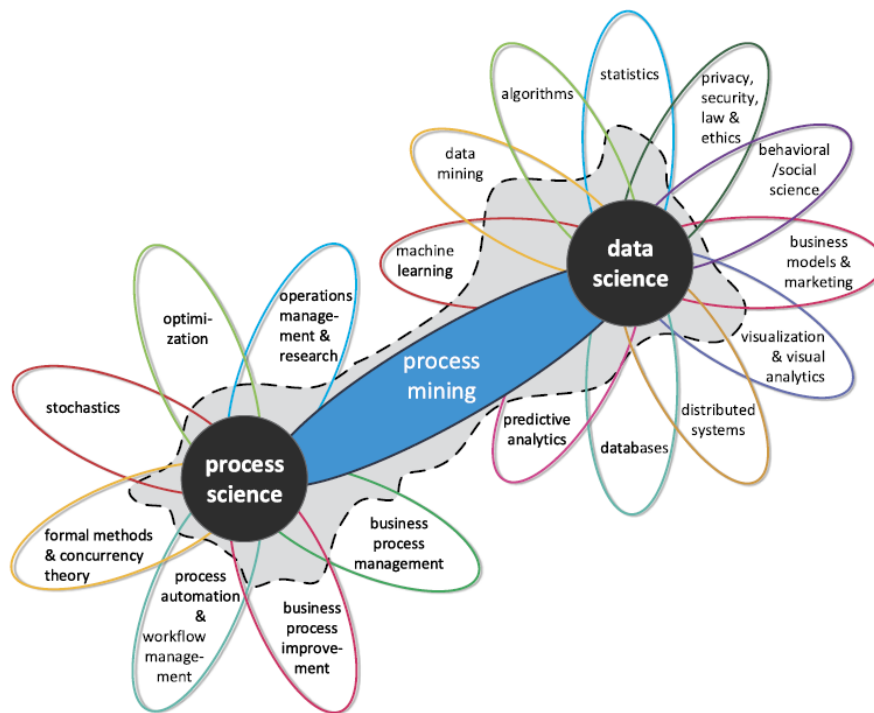 statistics
algorithms
privacy,
security,
law &
ethics
data
mining
behavioral
/social
science
machine
learning
data
science
business
models &
marketing
visualization
& visual
analytics
distributed
systems
databases
predictive
analytics
process
mining
operations
manage-
ment &
research
optimi-
zation
stochastics
process
science
formal methods
& concurrency
theory
process
automation
&
workflow
manage-
ment
business
process
improve-
ment
business
process
management